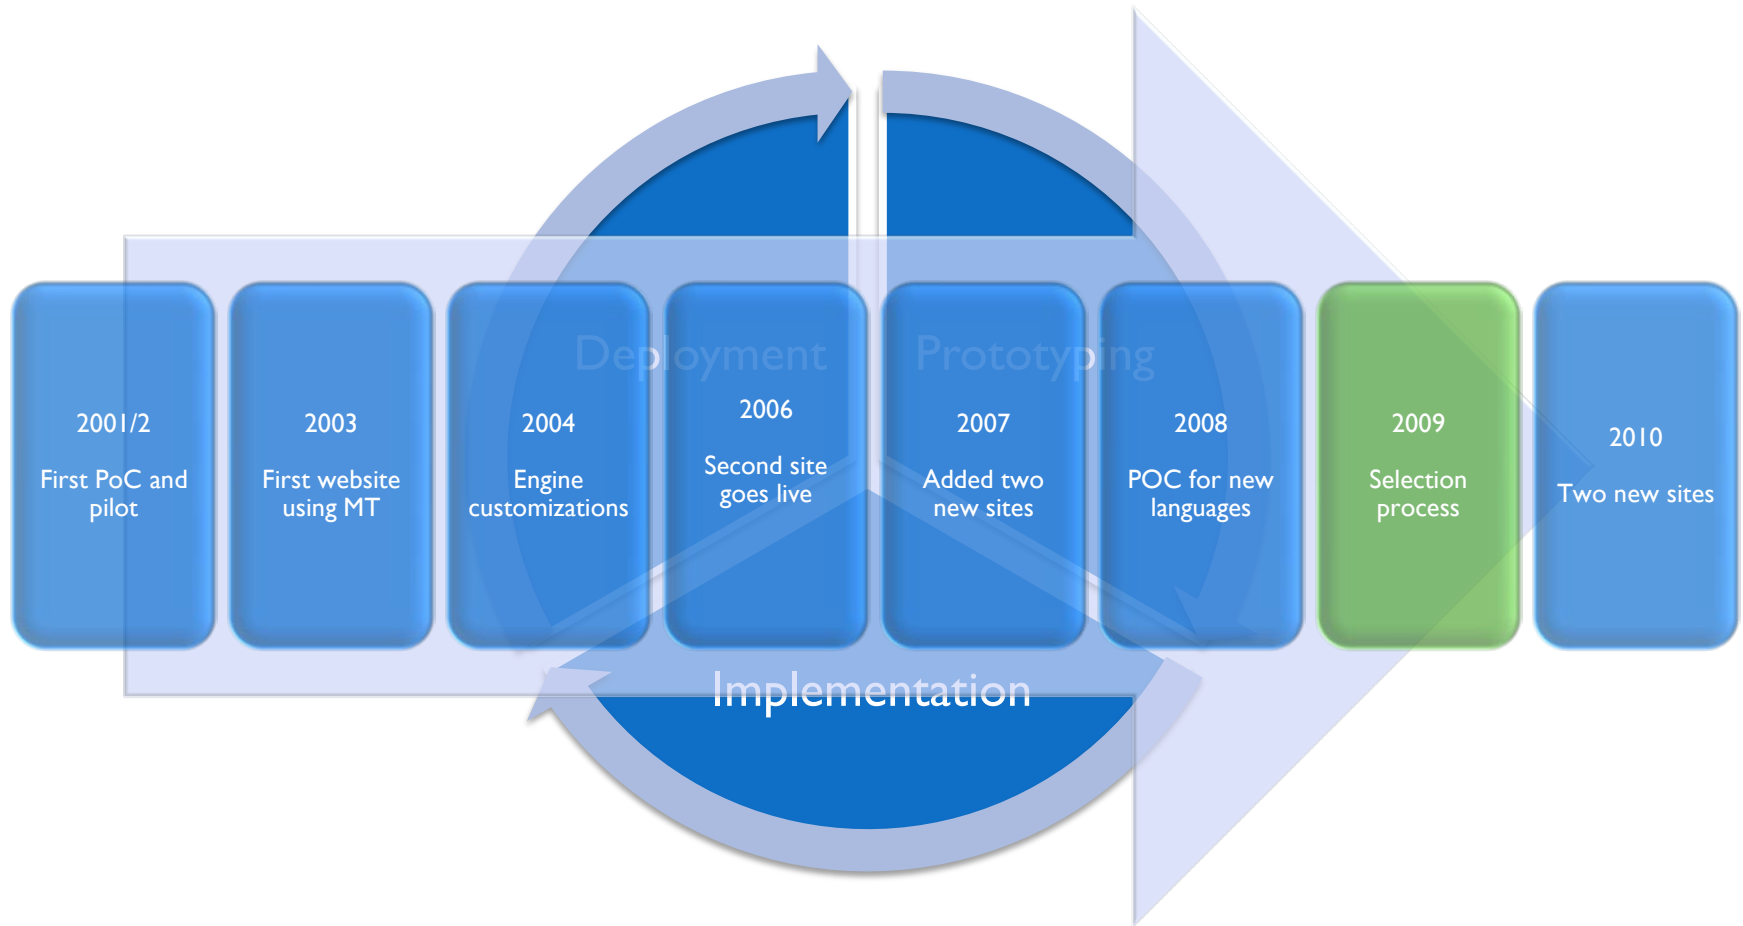 Deployment
Prototyping
2001/2
First PoC and
pilot
2003
First website
using MT
2004
Engine
customizations
2006
Second site
goes live
2007
Added two
new sites
2008
POC for new
languages
2009
Selection
process
2010
Two new sites
Implementation